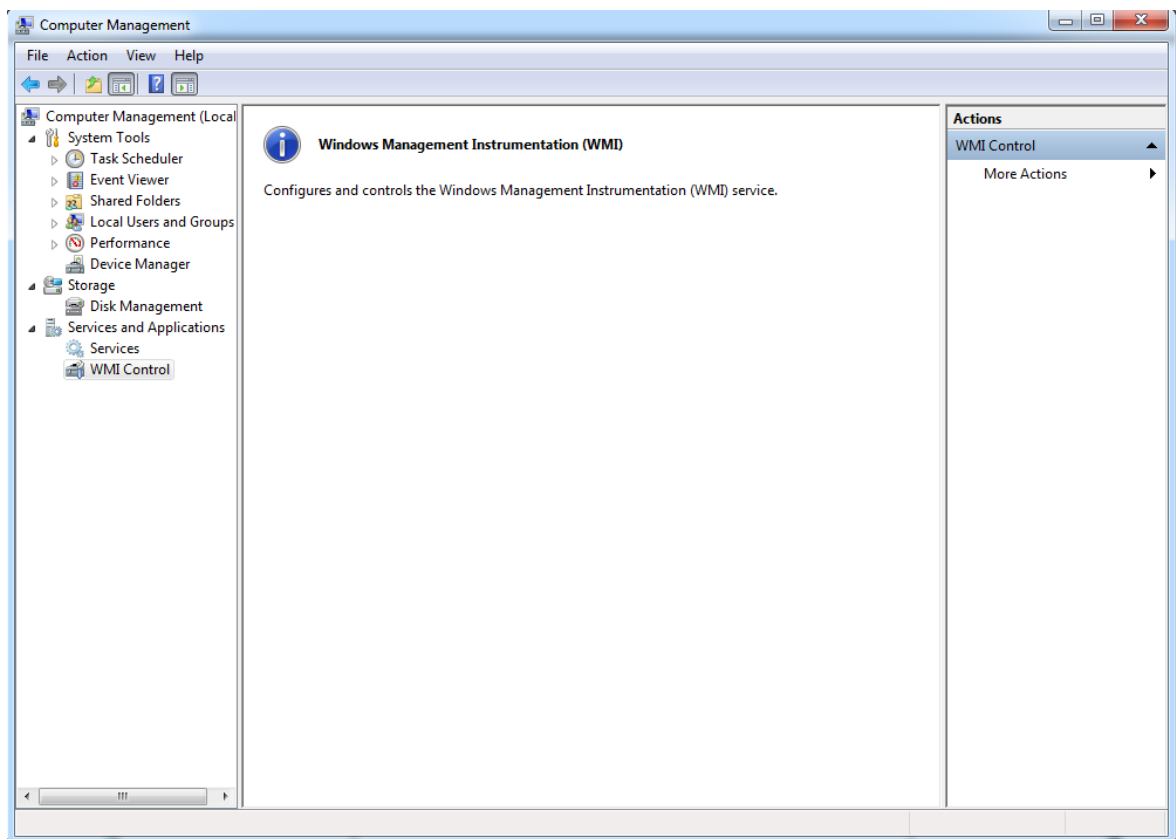 Computer Management
File Action View Help
Computer Management (Local
System Tools
Task Scheduler
Event Viewer
Shared Folders
Local Users and Groups
Performance
Device Manager
Storage
Disk Management
Services and Applications
Services
WMI Control
Windows Management Instrumentation (WMI)
Configures and controls the Windows Management Instrumentation (WMI) service.
Actions
WMI Control
More Actions